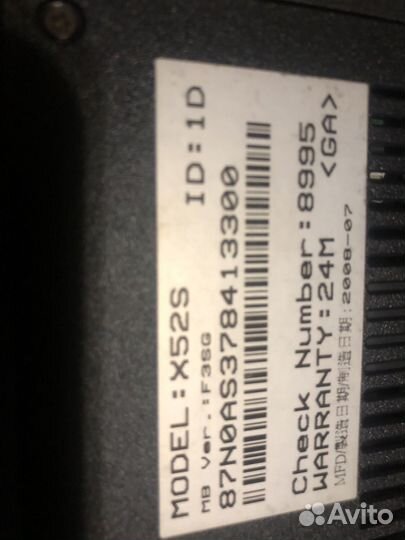 MODEL:X52S ID:1D
MB Ver.:F3SG
87N0AS378413300
Check Number:8995
WARRANTY:24M <GA>
MFD/製造日期/制造日期:2008-07
Avito